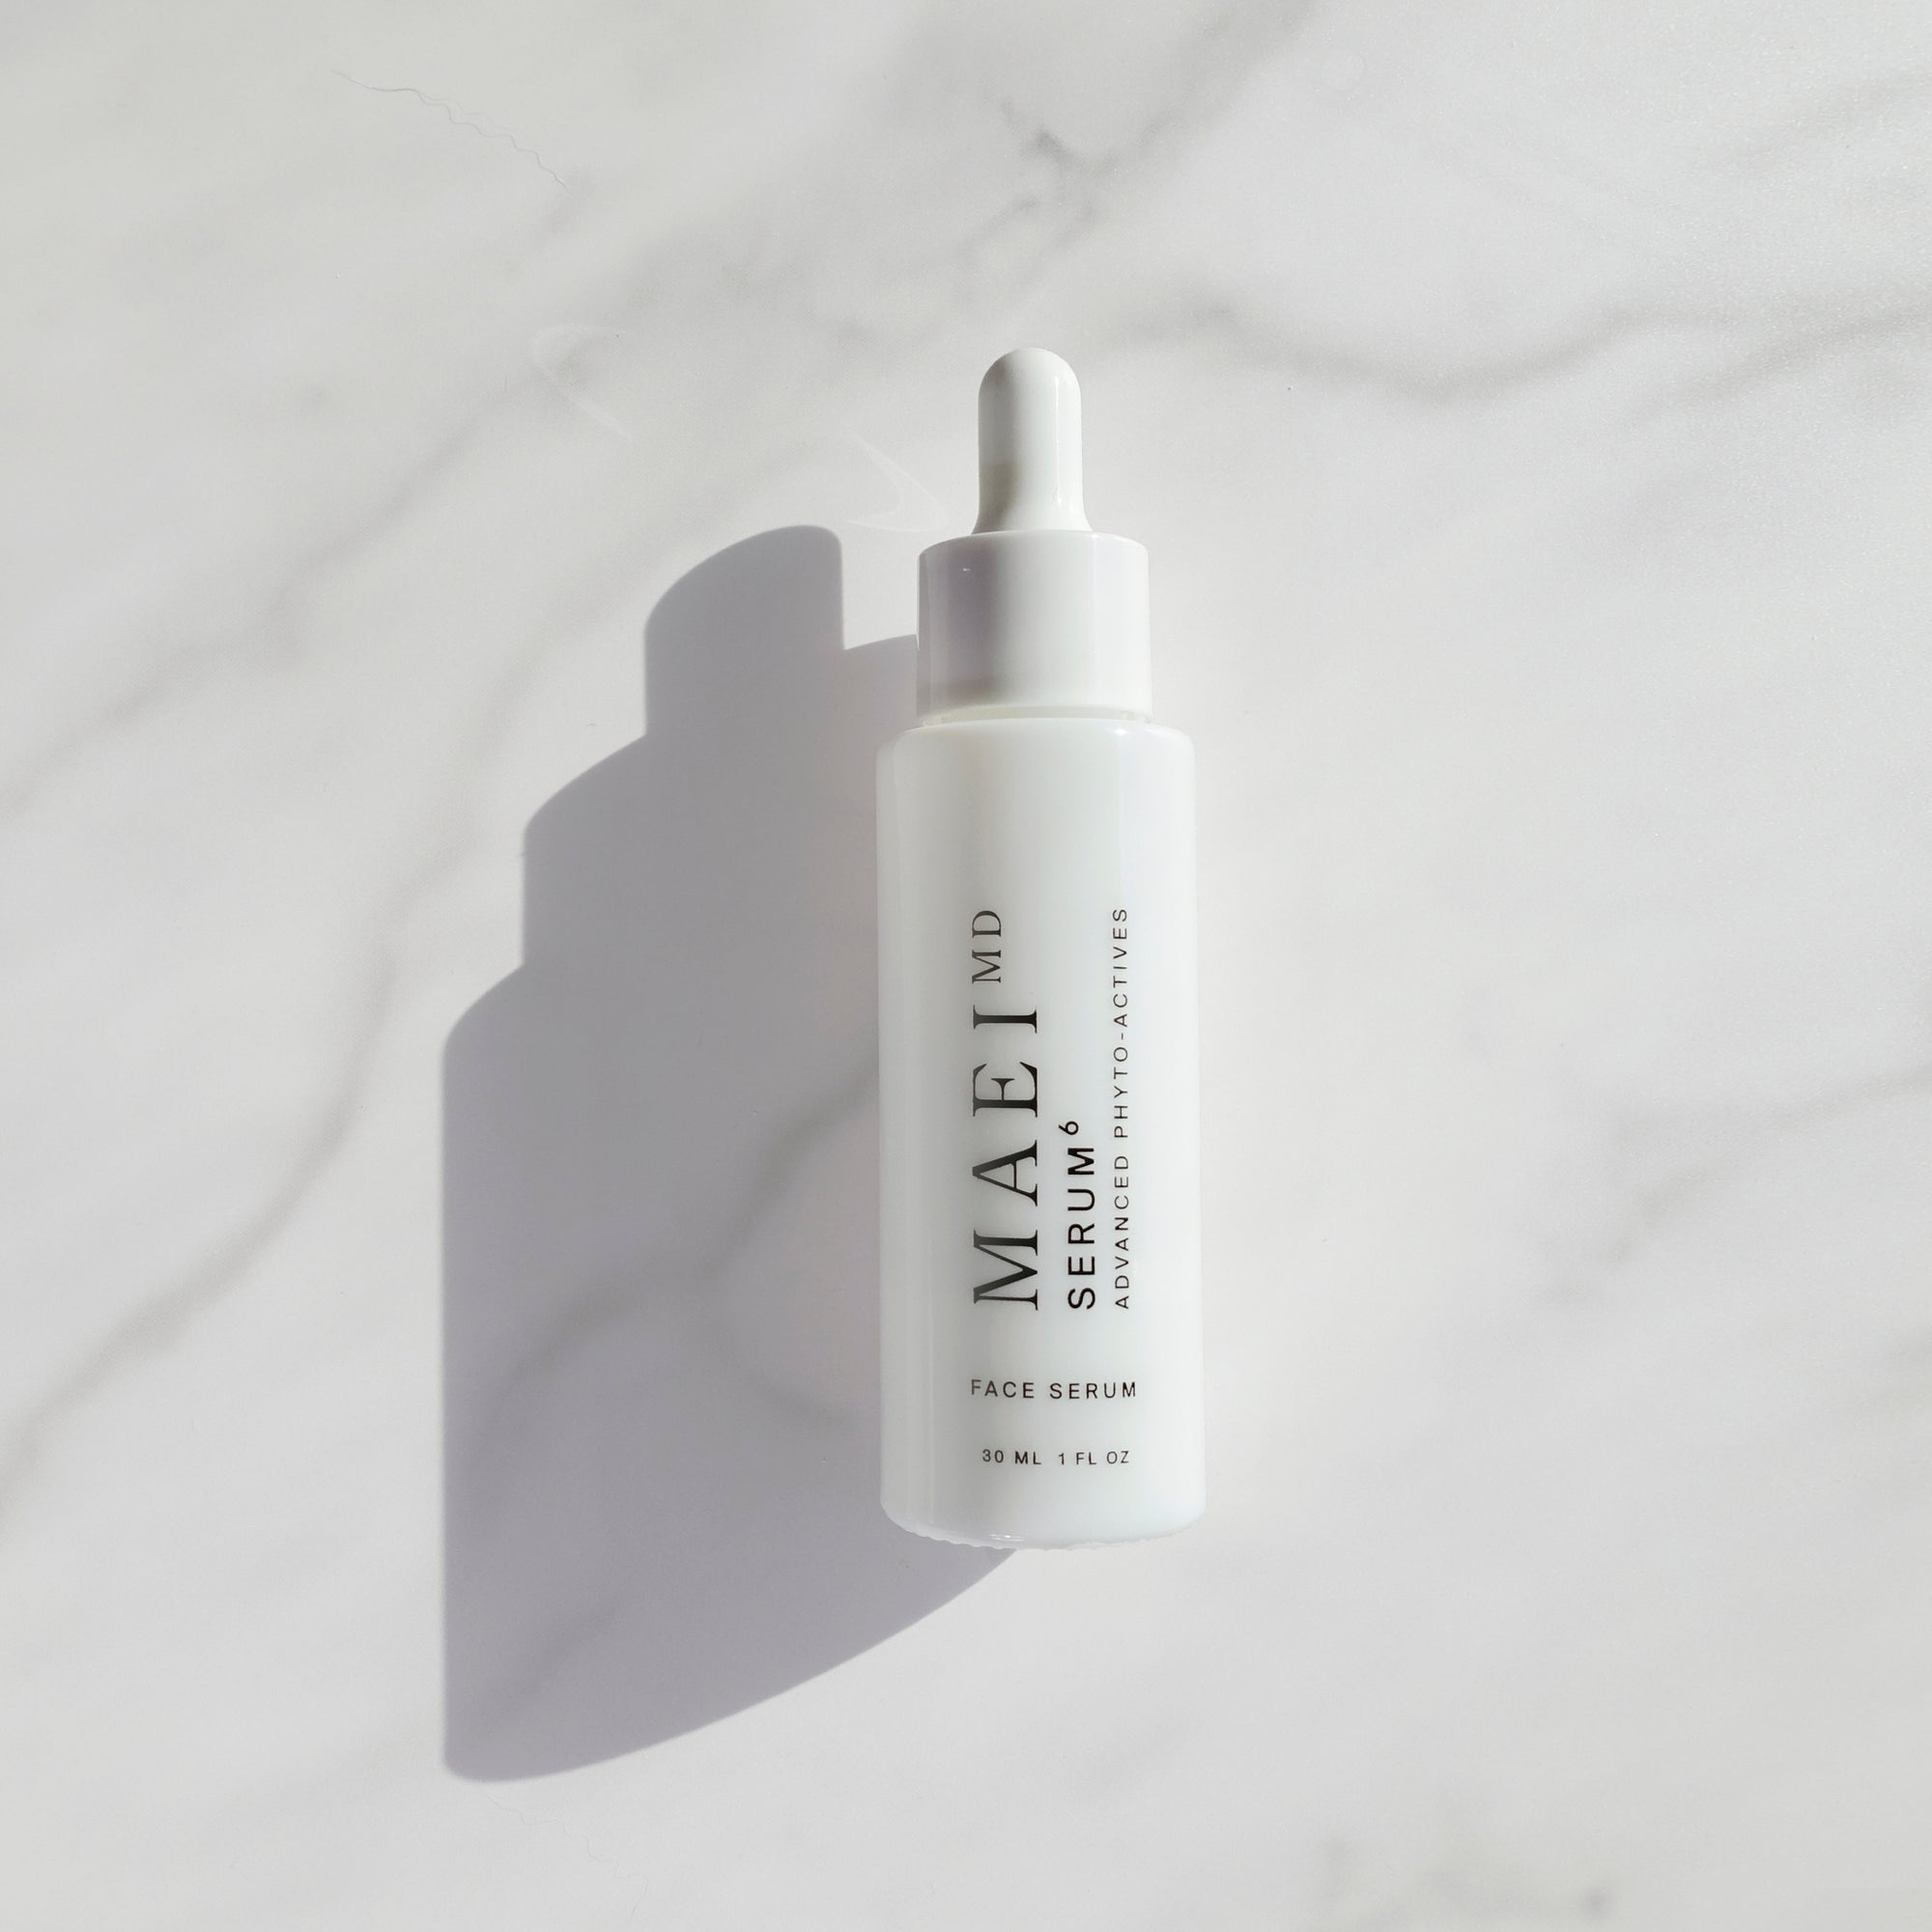 MAEI MD
SERUM⁶
ADVANCED PHYTO-ACTIVES
FACE SERUM
30 ML 1 FL OZ